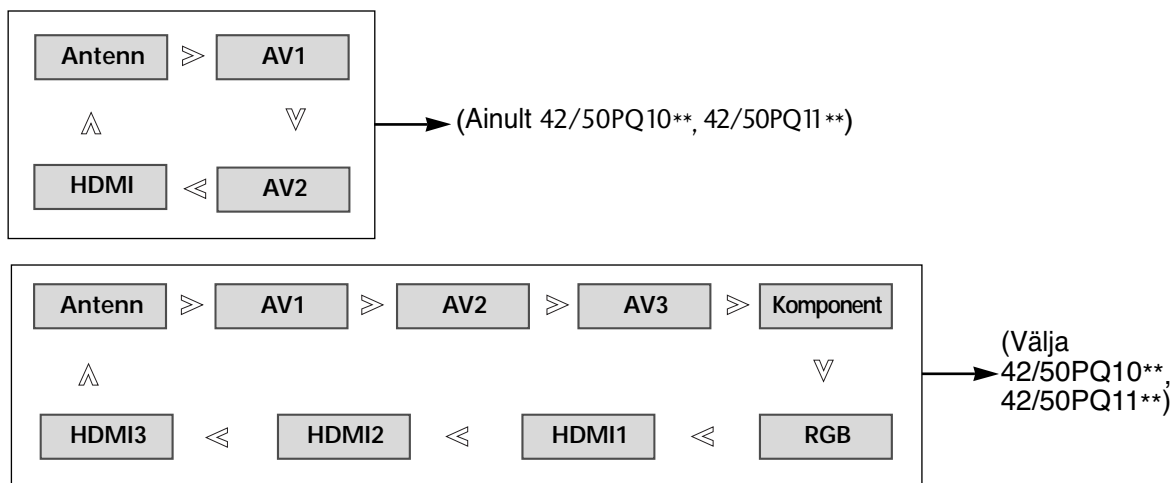 Antenn AV1
(Ainult 42/50PQ10**, 42/50PQ11**)
HDMI AV2
Antenn AV1 AV2 AV3 Komponent
(Välja
42/50PQ10**,
42/50PQ11**)
HDMI3 HDMI2 HDMI1 RGB